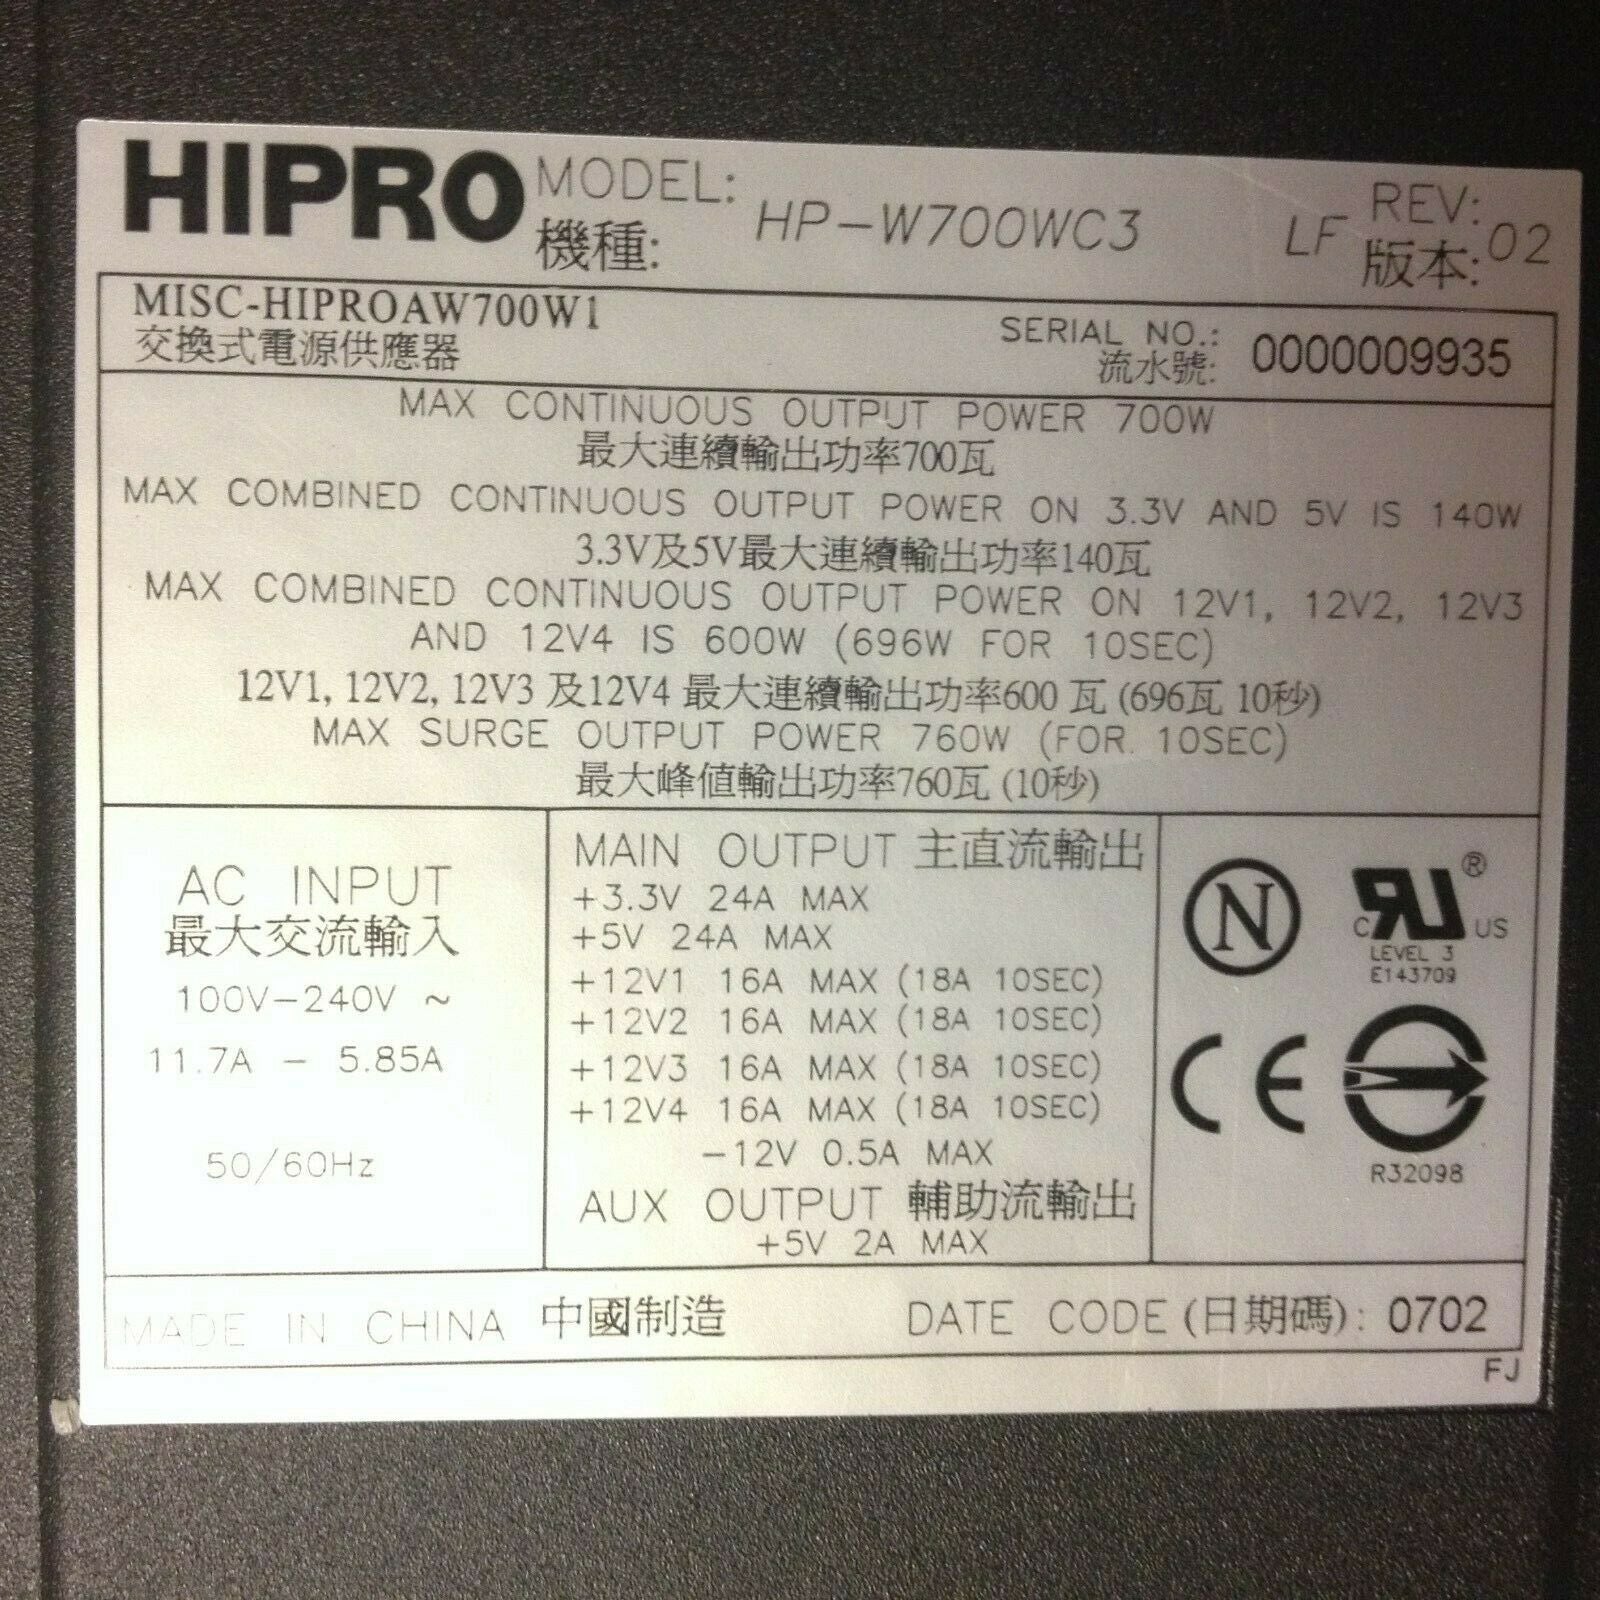 HIPRO MODEL: HP-W700WC3 LF REV: 02
機種: 版本:
MISC-HIPROAW700W1
交換式電源供應器
SERIAL NO.: 0000009935
流水號:
MAX CONTINUOUS OUTPUT POWER 700W
最大連續輸出功率700瓦
MAX COMBINED CONTINUOUS OUTPUT POWER ON 3.3V AND 5V IS 140W
3.3V及5V最大連續輸出功率140瓦
MAX COMBINED CONTINUOUS OUTPUT POWER ON 12V1, 12V2, 12V3
AND 12V4 IS 600W (696W FOR 10SEC)
12V1, 12V2, 12V3 及12V4 最大連續輸出功率600 瓦 (696瓦 10秒)
MAX SURGE OUTPUT POWER 760W (FOR 10SEC)
最大峰值輸出功率760瓦 (10秒)
AC INPUT
最大交流輸入
100V-240V ~
11.7A - 5.85A
50/60Hz
MAIN OUTPUT 主直流輸出
+3.3V 24A MAX
+5V 24A MAX
+12V1 16A MAX (18A 10SEC)
+12V2 16A MAX (18A 10SEC)
+12V3 16A MAX (18A 10SEC)
+12V4 16A MAX (18A 10SEC)
-12V 0.5A MAX
AUX OUTPUT 輔助流輸出
+5V 2A MAX
N
C RU ® US
LEVEL 3
E143709
CE
R32098
MADE IN CHINA 中國制造
DATE CODE (日期碼): 0702
FJ